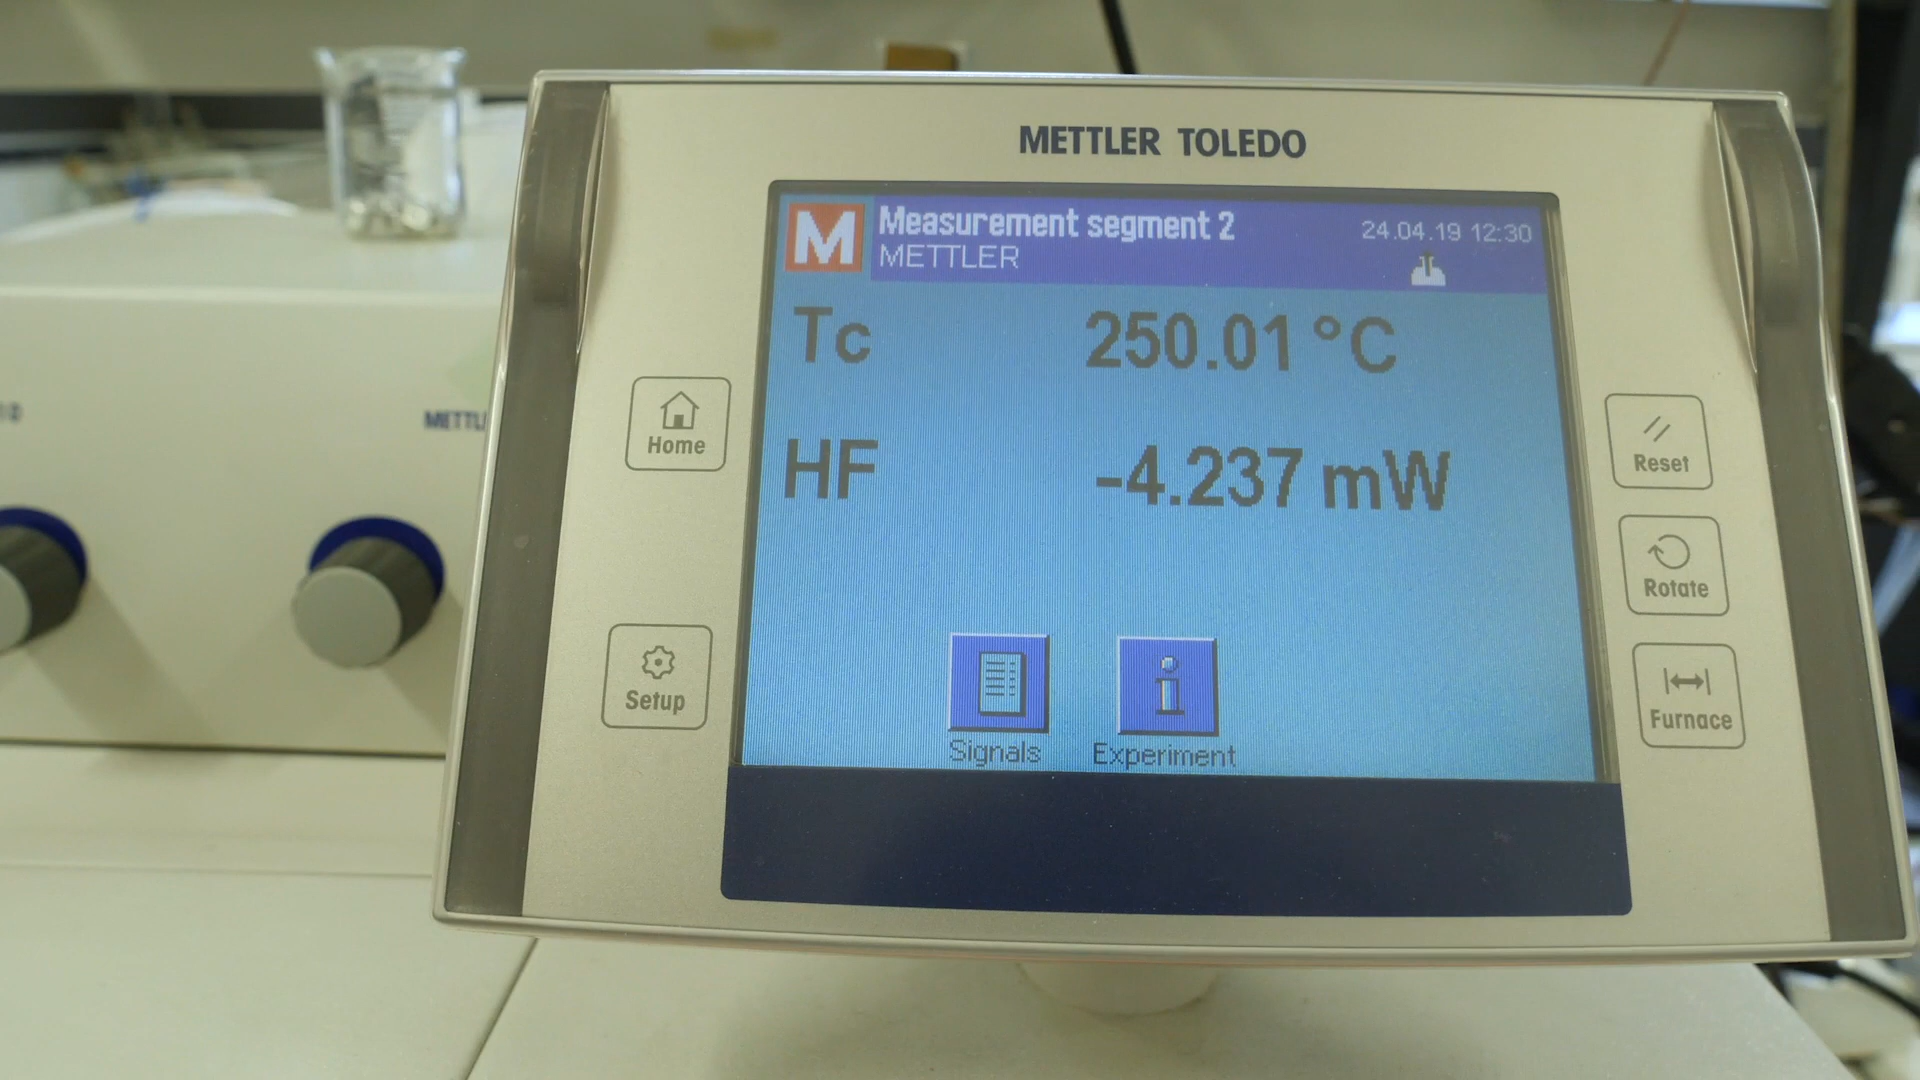 METTLER TOLEDO
M
Measurement segment 2
24.04.19 12:30
METTLER
Tc 250.01 °C
HF -4.237 mW
Signals
Experiment
Home
Setup
Reset
Rotate
Furnace